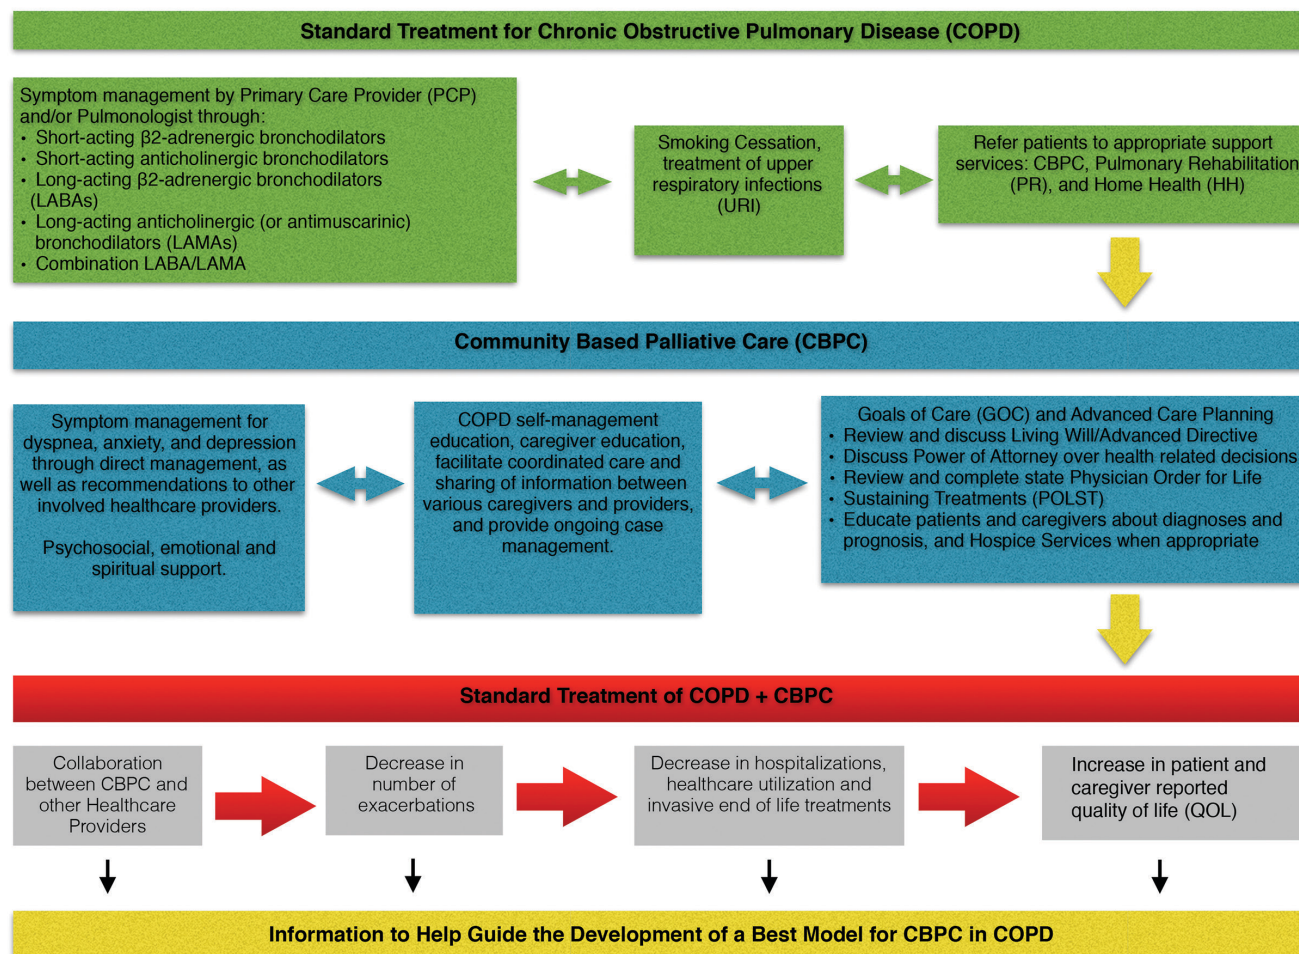 Standard Treatment for Chronic Obstructive Pulmonary Disease (COPD)
Symptom management by Primary Care Provider (PCP)
and/or Pulmonologist through:
• Short-acting β2-adrenergic bronchodilators
• Short-acting anticholinergic bronchodilators
• Long-acting β2-adrenergic bronchodilators
(LABAs)
• Long-acting anticholinergic (or antimuscarinic)
bronchodilators (LAMAs)
• Combination LABA/LAMA
Smoking Cessation,
treatment of upper
respiratory infections
(URI)
Refer patients to appropriate support
services: CBPC, Pulmonary Rehabilitation
(PR), and Home Health (HH)
Community Based Palliative Care (CBPC)
Symptom management for
dyspnea, anxiety, and depression
through direct management, as
well as recommendations to other
involved healthcare providers.
Psychosocial, emotional and
spiritual support.
COPD self-management
education, caregiver education,
facilitate coordinated care and
sharing of information between
various caregivers and providers,
and provide ongoing case
management.
Goals of Care (GOC) and Advanced Care Planning
• Review and discuss Living Will/Advanced Directive
• Discuss Power of Attorney over health related decisions
• Review and complete state Physician Order for Life
• Sustaining Treatments (POLST)
• Educate patients and caregivers about diagnoses and
prognosis, and Hospice Services when appropriate
Standard Treatment of COPD + CBPC
Collaboration
between CBPC and
other Healthcare
Providers
Decrease in
number of
exacerbations
Decrease in hospitalizations,
healthcare utilization and
invasive end of life treatments
Increase in patient and
caregiver reported
quality of life (QOL)
Information to Help Guide the Development of a Best Model for CBPC in COPD